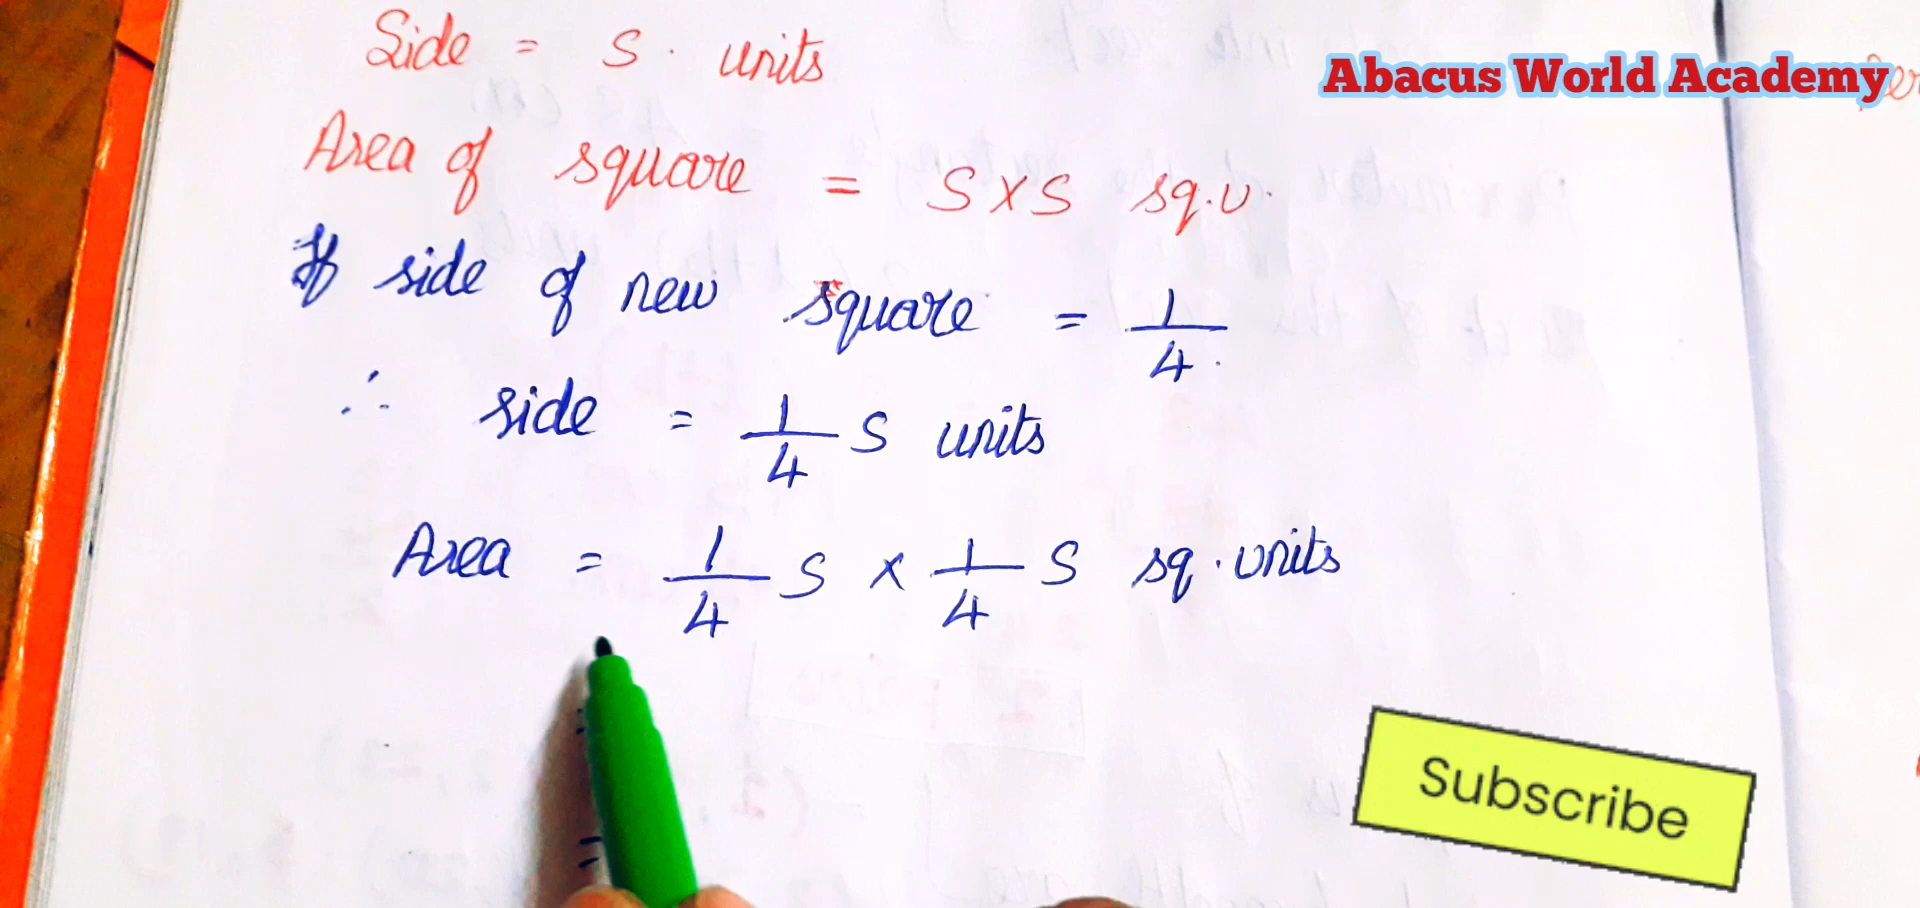 Side = S. units
Abacus World Academy
Area of square = S×S sq.u.
If side of new square = 1/4.
∴ side = 1/4 S units
Area = 1/4 S × 1/4 S sq.units
=
=
Subscribe